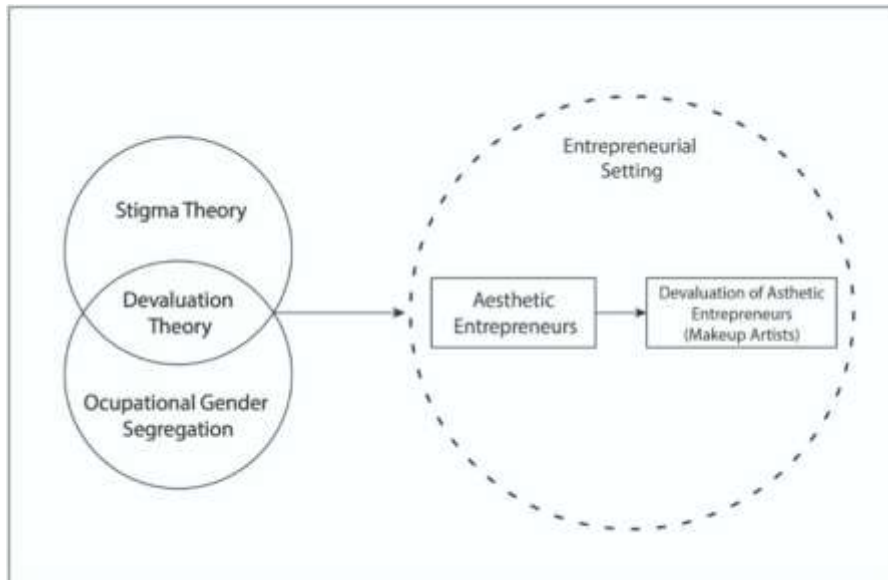 Stigma Theory
Devaluation
Theory
Ocupational Gender
Segregation
Entrepreneurial
Setting
Aesthetic
Entrepreneurs
Devaluation of Asthetic
Entrepreneurs
(Makeup Artists)